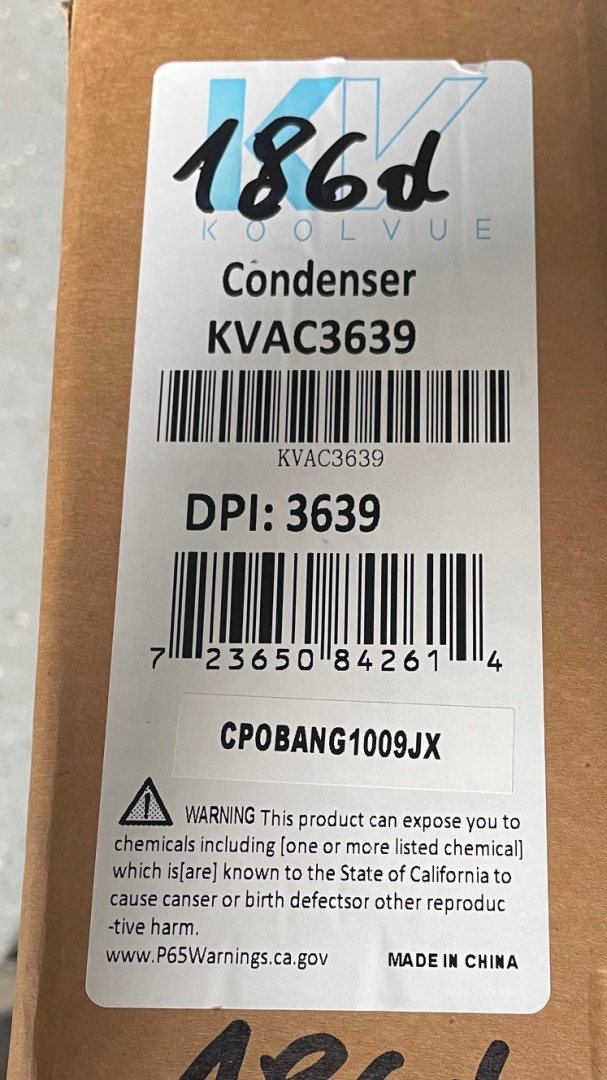 KV
186d
KOOLVUE
Condenser
KVAC3639
KVAC3639
DPI: 3639
7 23650 84261 4
CPOBANG1009JX
WARNING This product can expose you to
chemicals including [one or more listed chemical]
which is[are] known to the State of California to
cause canser or birth defectsor other reproduc
-tive harm.
www.P65Warnings.ca.gov MADE IN CHINA
186d